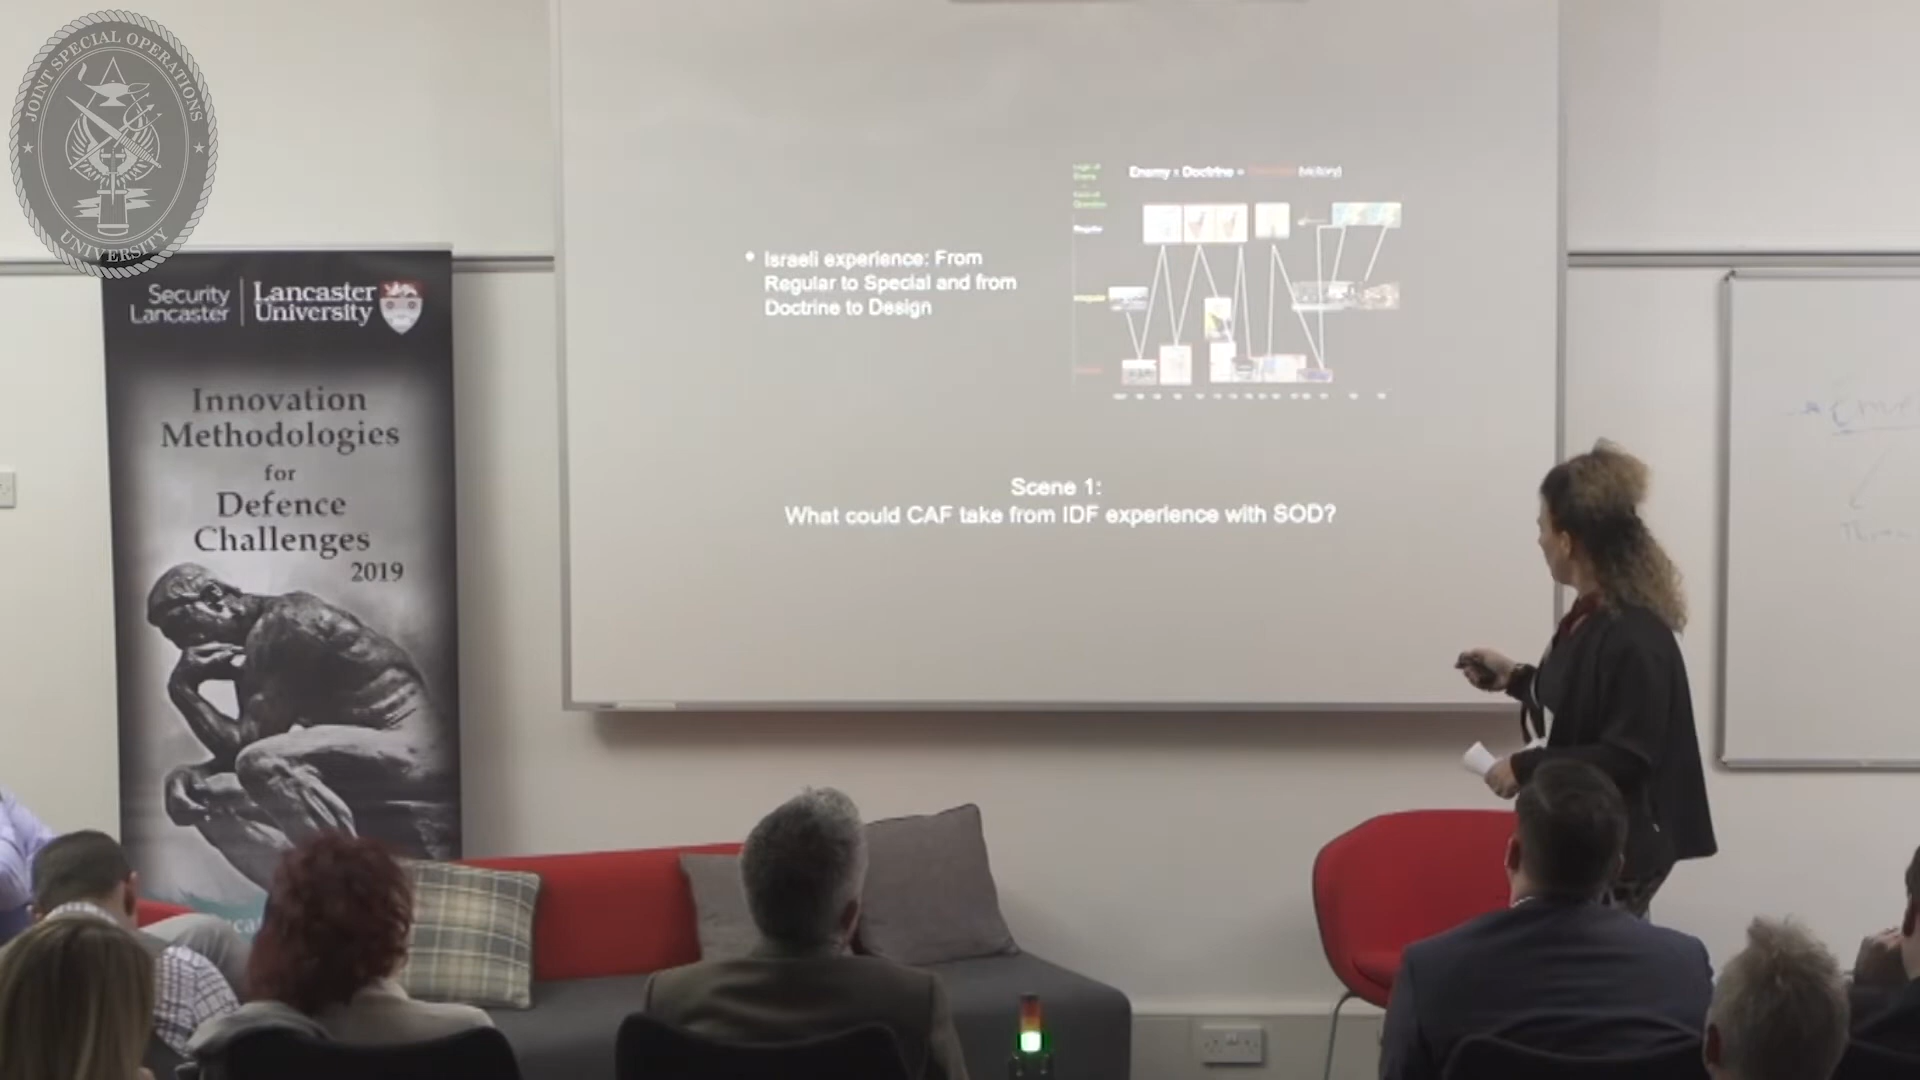 JOINT SPECIAL OPERATIONS
UNIVERSITY
Security
Lancaster
Lancaster
University
Innovation
Methodologies
for
Defence
Challenges
2019
• Israeli experience: From
Regular to Special and from
Doctrine to Design
Enemy x Doctrine =
(victory)
Regular
Scene 1:
What could CAF take from IDF experience with SOD?